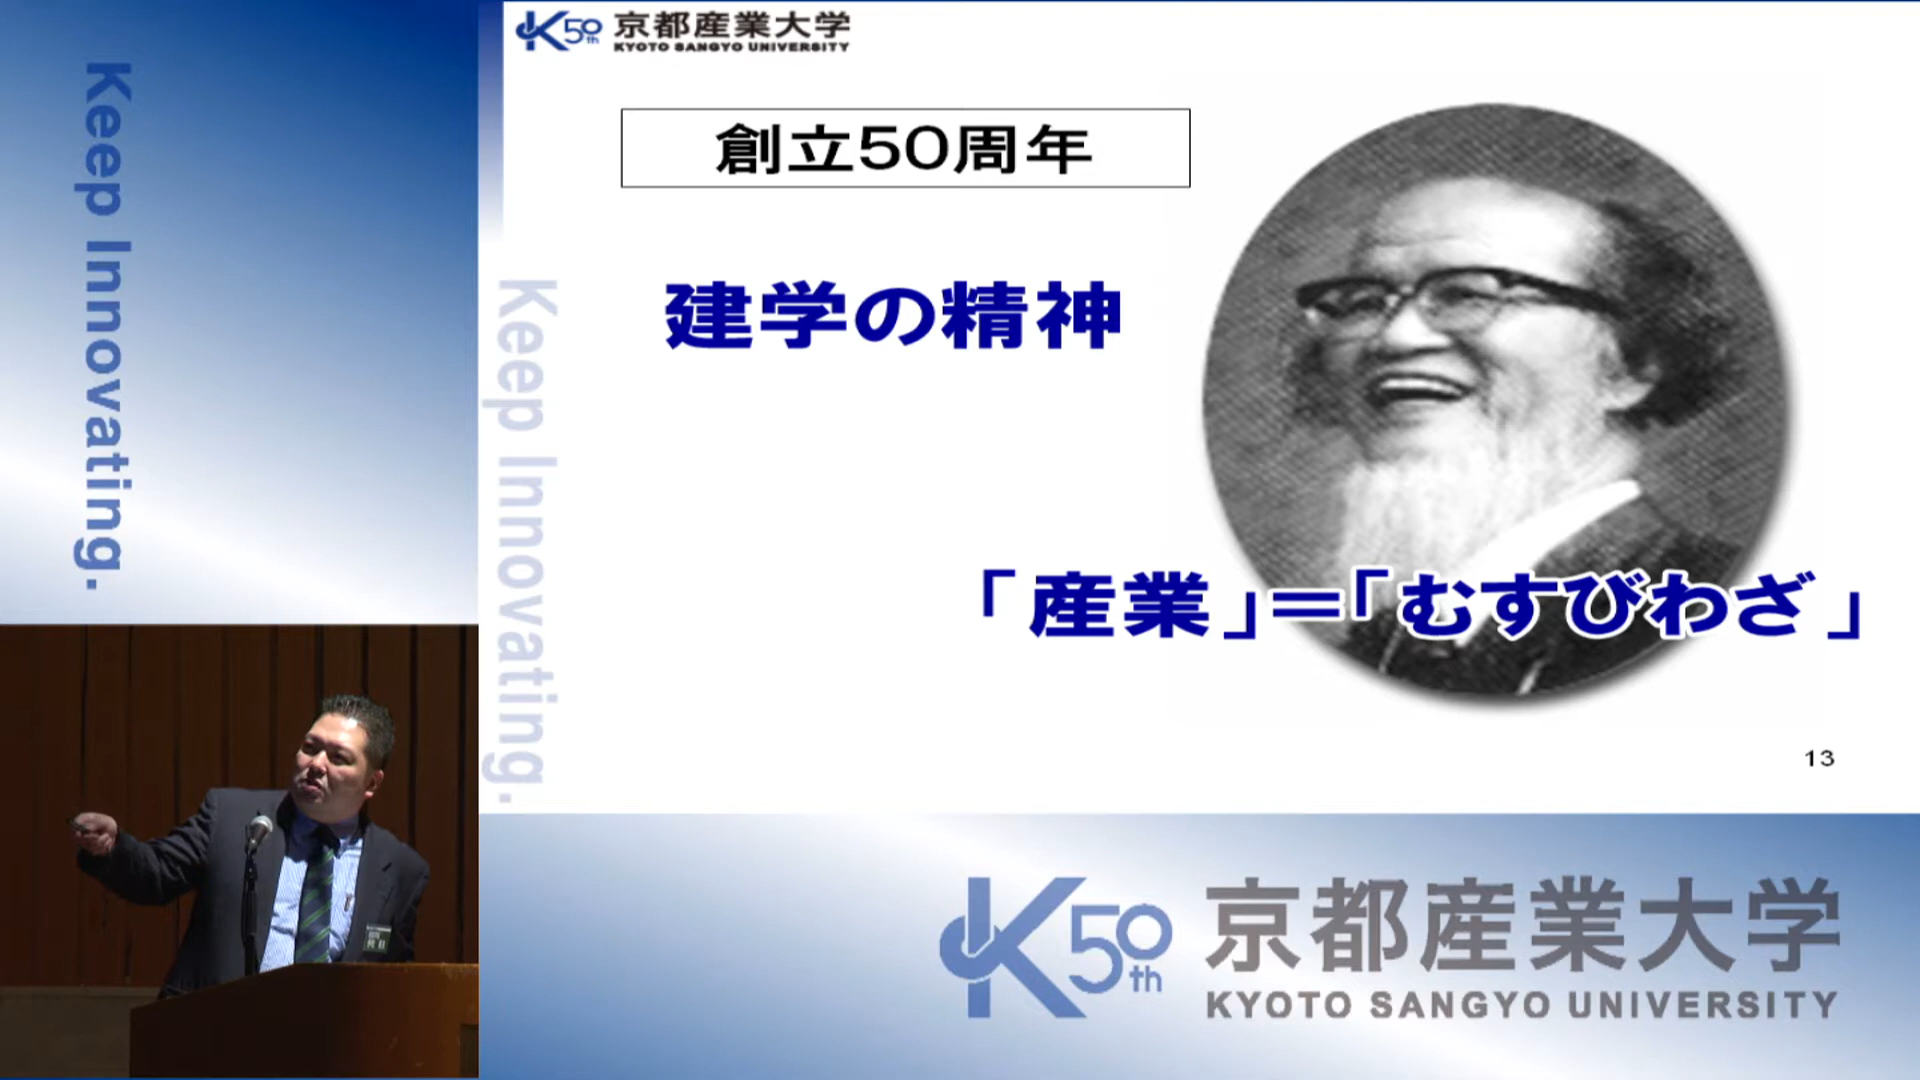 Keep Innovating.
K50th 京都産業大学
KYOTO SANGYO UNIVERSITY
創立50周年
建学の精神
Keep Innovating.
「産業」=「むすびわざ」
13
K50th 京都産業大学
KYOTO SANGYO UNIVERSITY